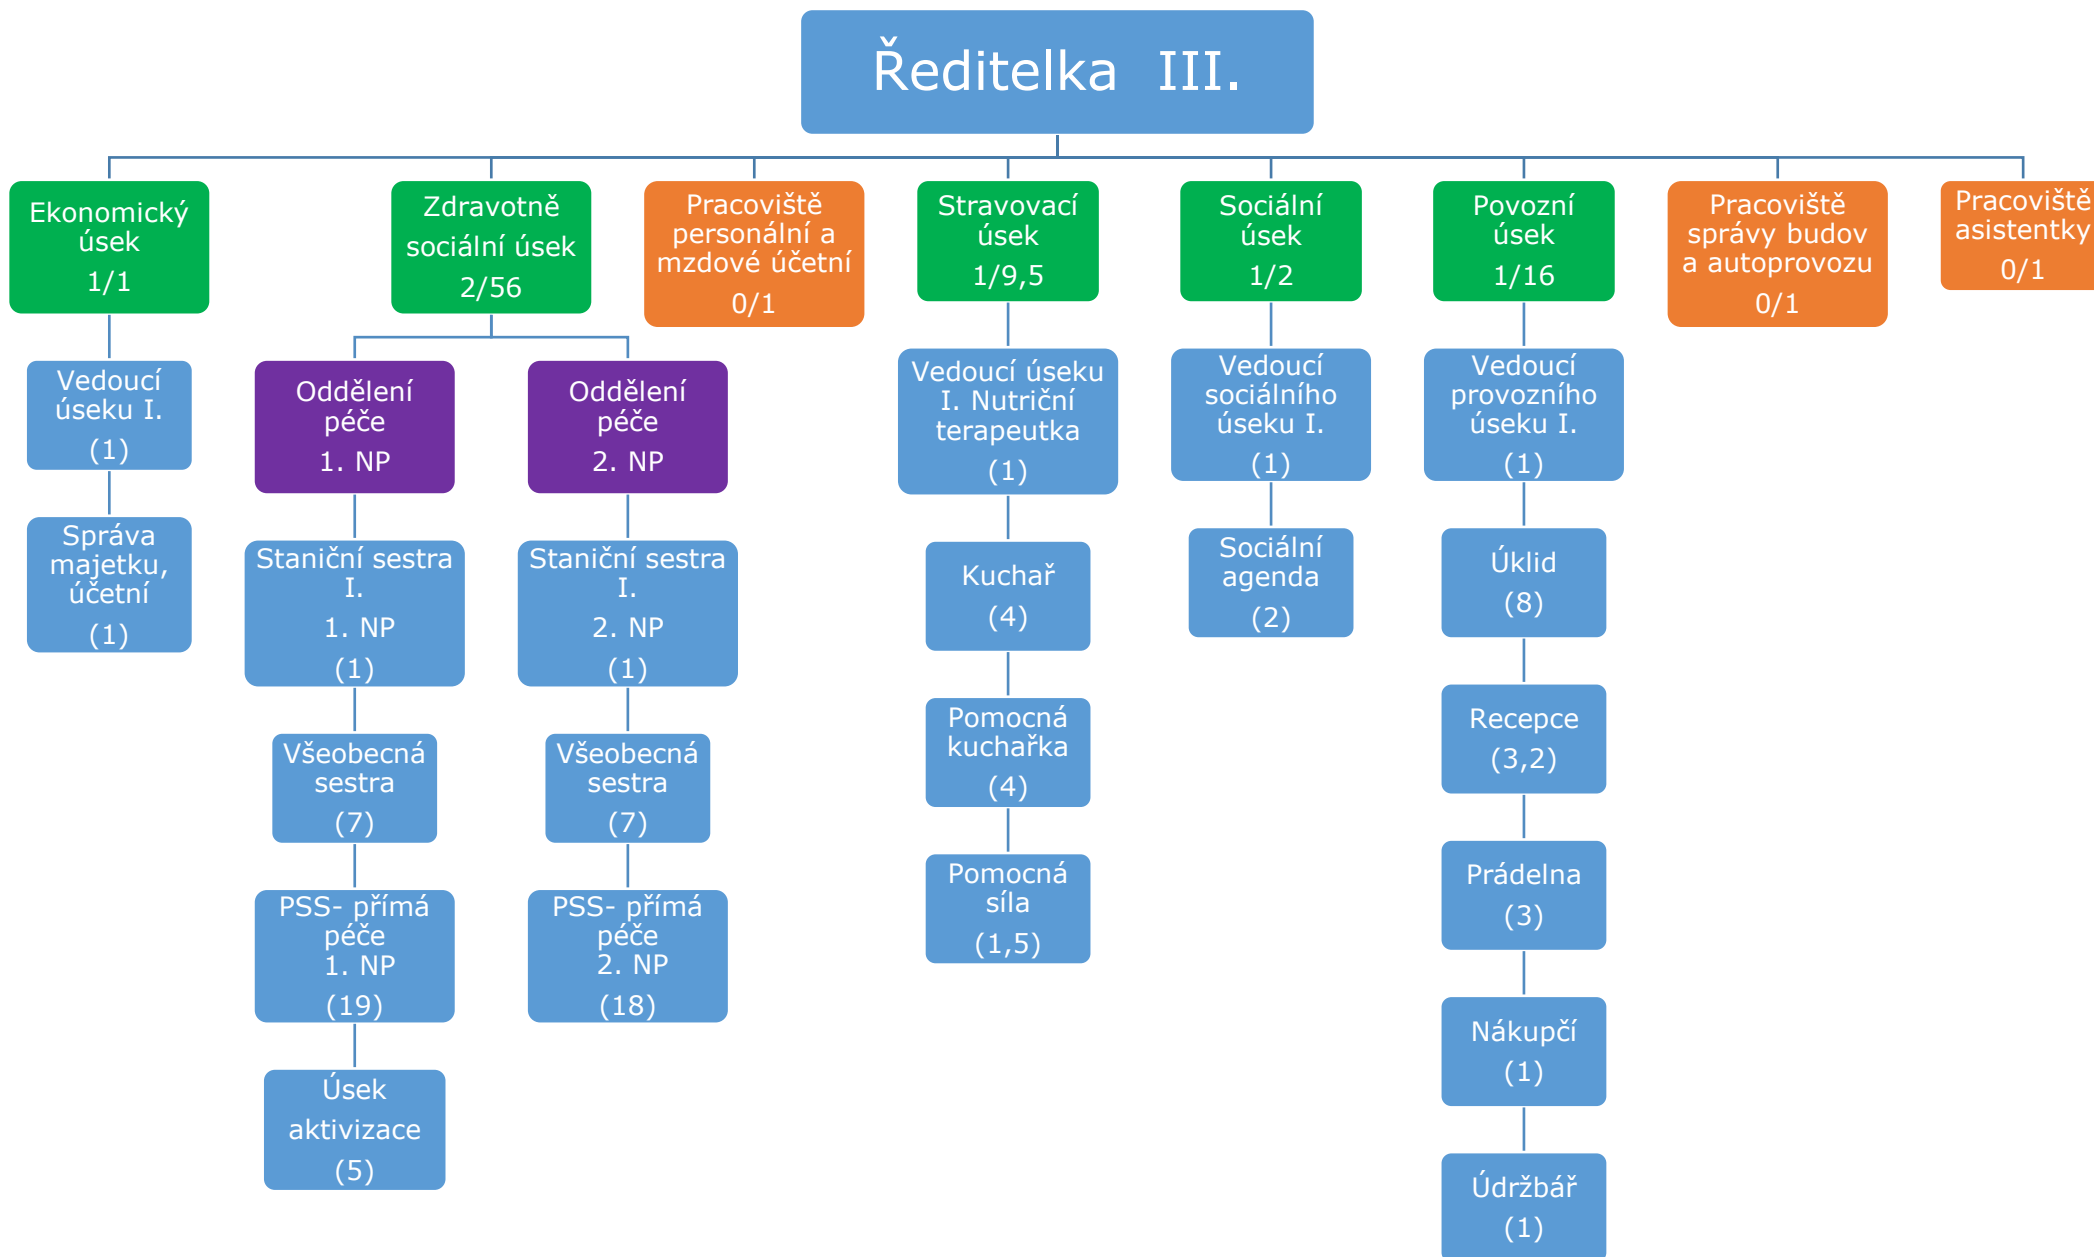 Ředitelka III.
Ekonomický
úsek
1/1
Zdravotně
sociální úsek
2/56
Pracoviště
personální a
mzdové účetní
0/1
Stravovací
úsek
1/9,5
Sociální
úsek
1/2
Povozní
úsek
1/16
Pracoviště
správy budov
a autoprovozu
0/1
Pracoviště
asistentky
0/1
Vedoucí
úseku I.
(1)
Správa
majetku,
účetní
(1)
Oddělení
péče
1. NP
Staniční sestra
I.
1. NP
(1)
Všeobecná
sestra
(7)
PSS- přímá
péče
1. NP
(19)
Úsek
aktivizace
(5)
Oddělení
péče
2. NP
Staniční sestra
I.
2. NP
(1)
Všeobecná
sestra
(7)
PSS- přímá
péče
2. NP
(18)
Vedoucí úseku
I. Nutriční
terapeutka
(1)
Kuchař
(4)
Pomocná
kuchařka
(4)
Pomocná
síla
(1,5)
Vedoucí
sociálního
úseku I.
(1)
Sociální
agenda
(2)
Vedoucí
provozního
úseku I.
(1)
Úklid
(8)
Recepce
(3,2)
Prádelna
(3)
Nákupčí
(1)
Údržbář
(1)